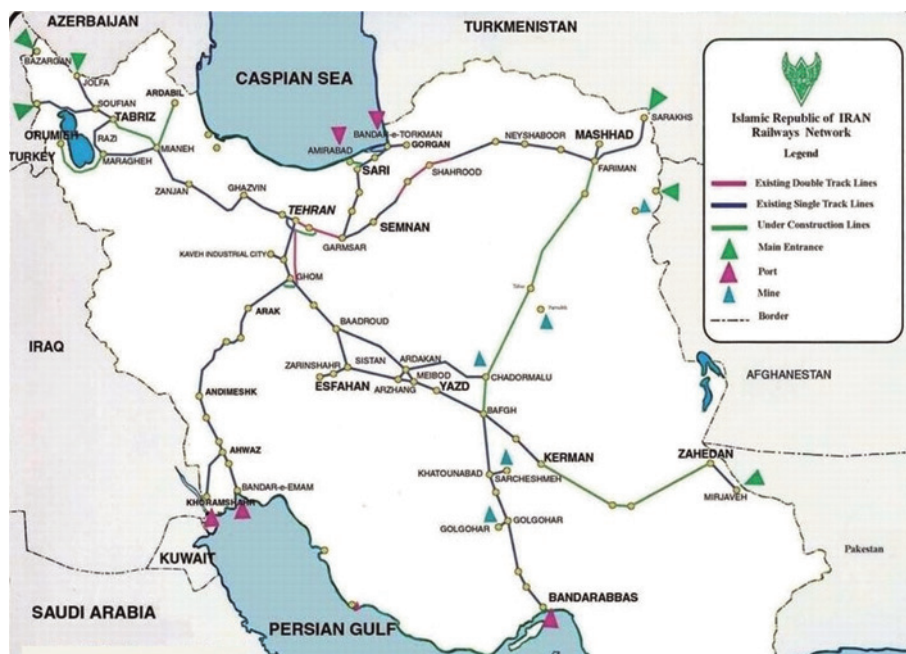 AZERBAIJAN
TURKMENISTAN
BAZARGAN
JOLFA
CASPIAN SEA
ARDABIL
SOUFIAN
TABRIZ
ORUMIEH
RAZI
MIANEH
TURKEY
MARAGHEH
BANDAR-e-TORKMAN
AMIRABAD
GORGAN
NEYSHABOOR
MASHHAD
SARAKHS
SARI
SHAHROOD
FARIMAN
ZANJAN
GHAZVIN
TEHRAN
SEMNAN
GARMSAR
KAVEH INDUSTRIAL CITY
GHOM
ARAK
BAADROUD
IRAQ
ZARINSHAHR
SISTAN
ARDAKAN
MEIBOD
ESFAHAN
ARZHANG
YAZD
CHADORMALU
AFGHANESTAN
ANDIMESHK
BAFGH
AHWAZ
KERMAN
ZAHEDAN
KHATOUNABAD
SARCHESHMEH
BANDAR-e-EMAM
MIRJAVEH
KHORAMSHAHR
GOLGOHAR
GOLGOHAR
KUWAIT
Pakestan
SAUDI ARABIA
PERSIAN GULF
BANDARABBAS
Islamic Republic of IRAN
Railways Network
Legend
Existing Double Track Lines
Existing Single Track Lines
Under Construction Lines
Main Entrance
Port
Mine
Border